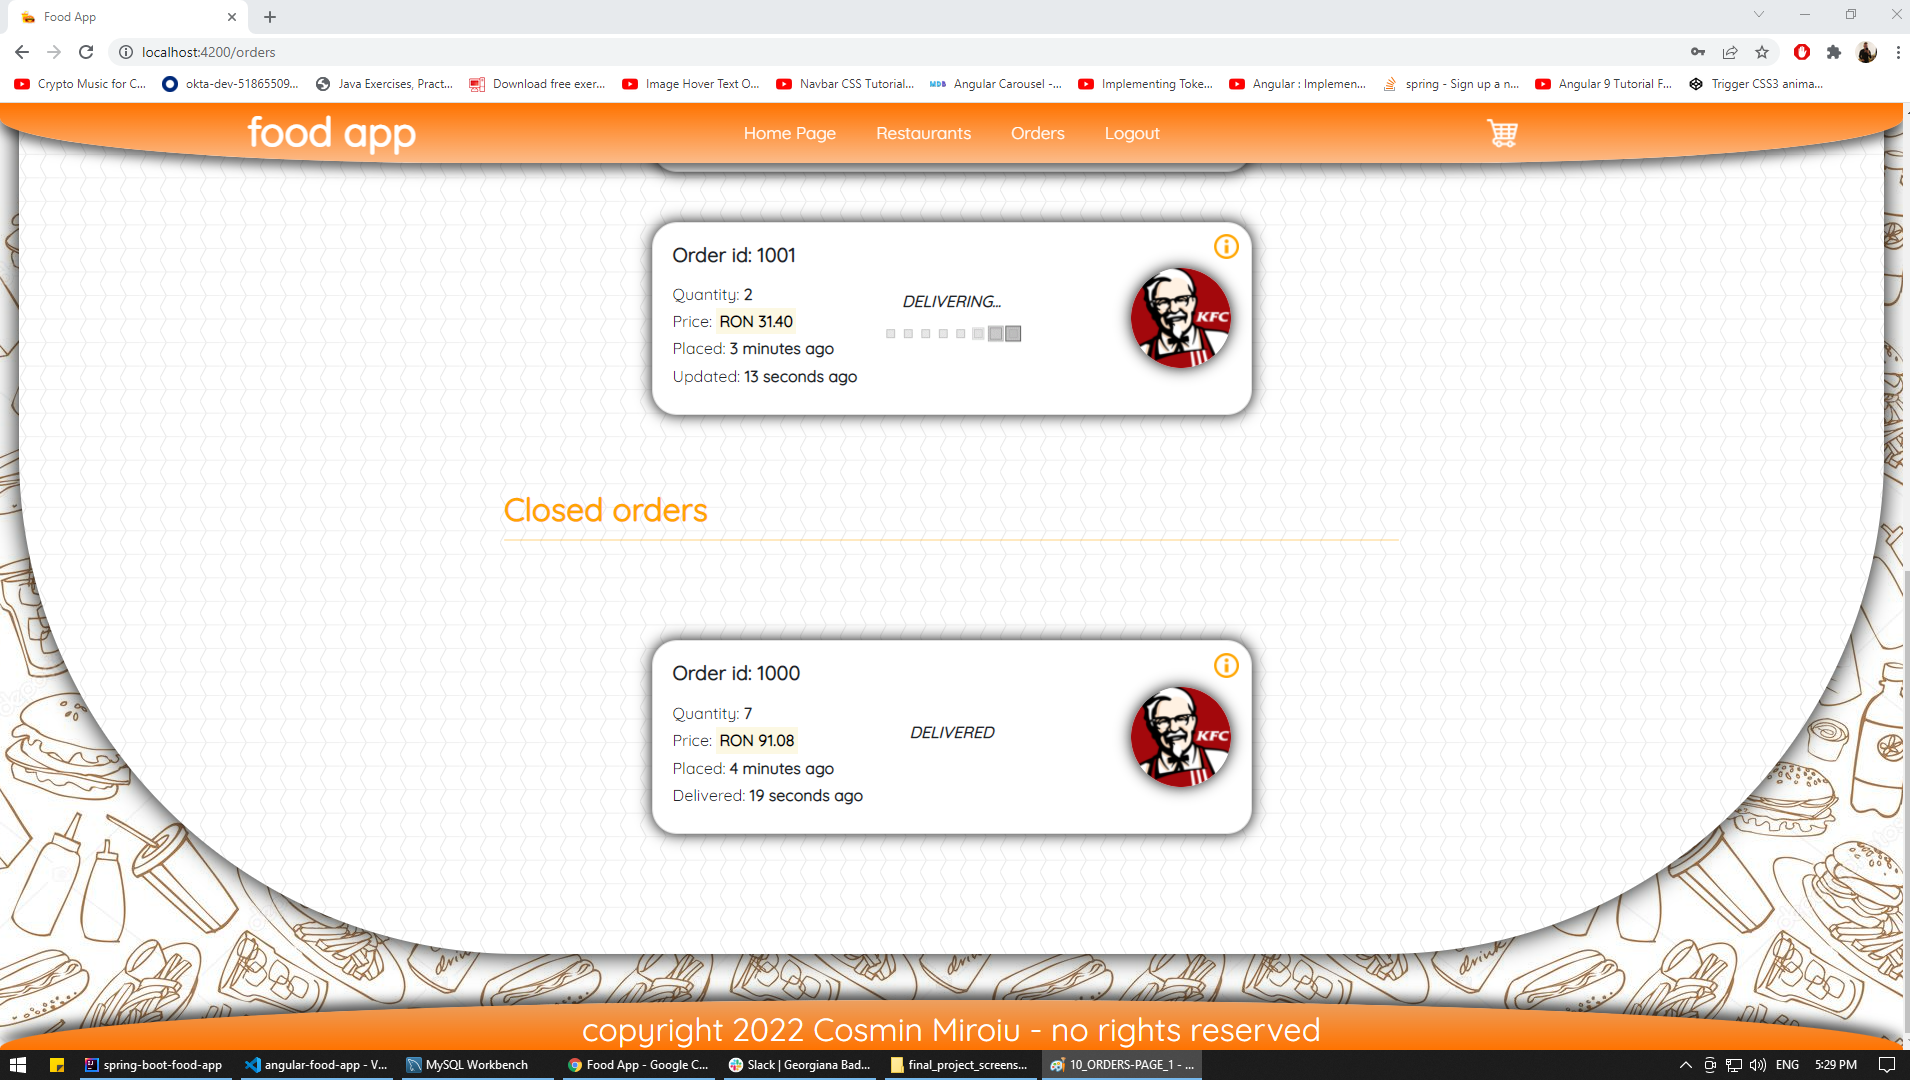 Food App
localhost:4200/orders
Crypto Music for C...
okta-dev-51865509...
Java Exercises, Pract...
Download free exer...
Image Hover Text O...
Navbar CSS Tutorial...
MDB
Angular Carousel -...
Implementing Toke...
Angular : Implemen...
spring - Sign up a n...
Angular 9 Tutorial F...
Trigger CSS3 anima...
food app
Home Page
Restaurants
Orders
Logout
Order id: 1001
Quantity: 2
Price: RON 31.40
Placed: 3 minutes ago
Updated: 13 seconds ago
DELIVERING...
KFC
Closed orders
Order id: 1000
Quantity: 7
Price: RON 91.08
Placed: 4 minutes ago
Delivered: 19 seconds ago
DELIVERED
KFC
drink
drink
copyright 2022 Cosmin Miroiu - no rights reserved
spring-boot-food-app
angular-food-app - V...
MySQL Workbench
Food App - Google C...
Slack | Georgiana Bad...
final_project_screens...
10_ORDERS-PAGE_1 - ...
ENG
5:29 PM